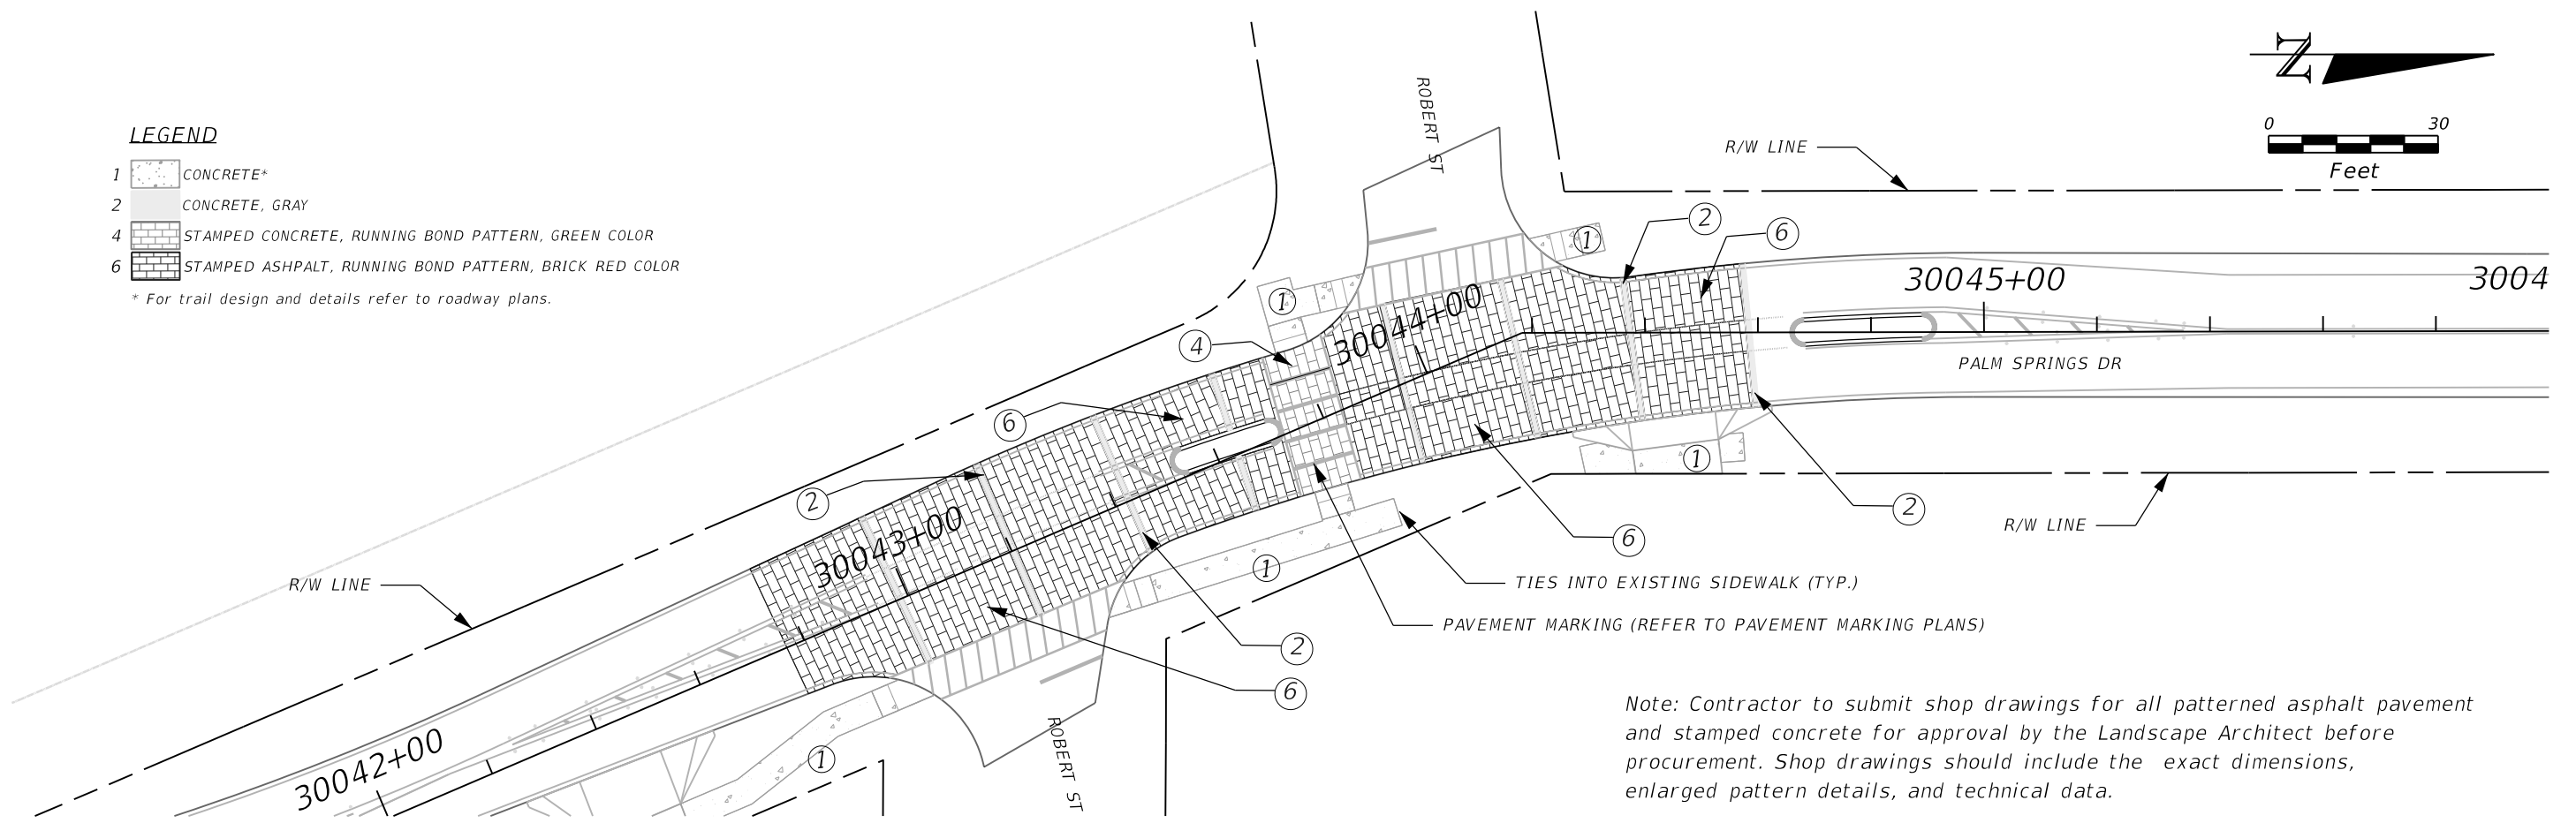 LEGEND
1 CONCRETE*
2 CONCRETE, GRAY
4 STAMPED CONCRETE, RUNNING BOND PATTERN, GREEN COLOR
6 STAMPED ASHPALT, RUNNING BOND PATTERN, BRICK RED COLOR
* For trail design and details refer to roadway plans.
ROBERT ST
N
0 30
Feet
R/W LINE
2
6
1
1
4
6
2
30044+00
30045+00
3004
PALM SPRINGS DR
30043+00
1
2
6
R/W LINE
1
TIES INTO EXISTING SIDEWALK (TYP.)
PAVEMENT MARKING (REFER TO PAVEMENT MARKING PLANS)
R/W LINE
2
6
30042+00
1
ROBERT ST
Note: Contractor to submit shop drawings for all patterned asphalt pavement
and stamped concrete for approval by the Landscape Architect before
procurement. Shop drawings should include the exact dimensions,
enlarged pattern details, and technical data.